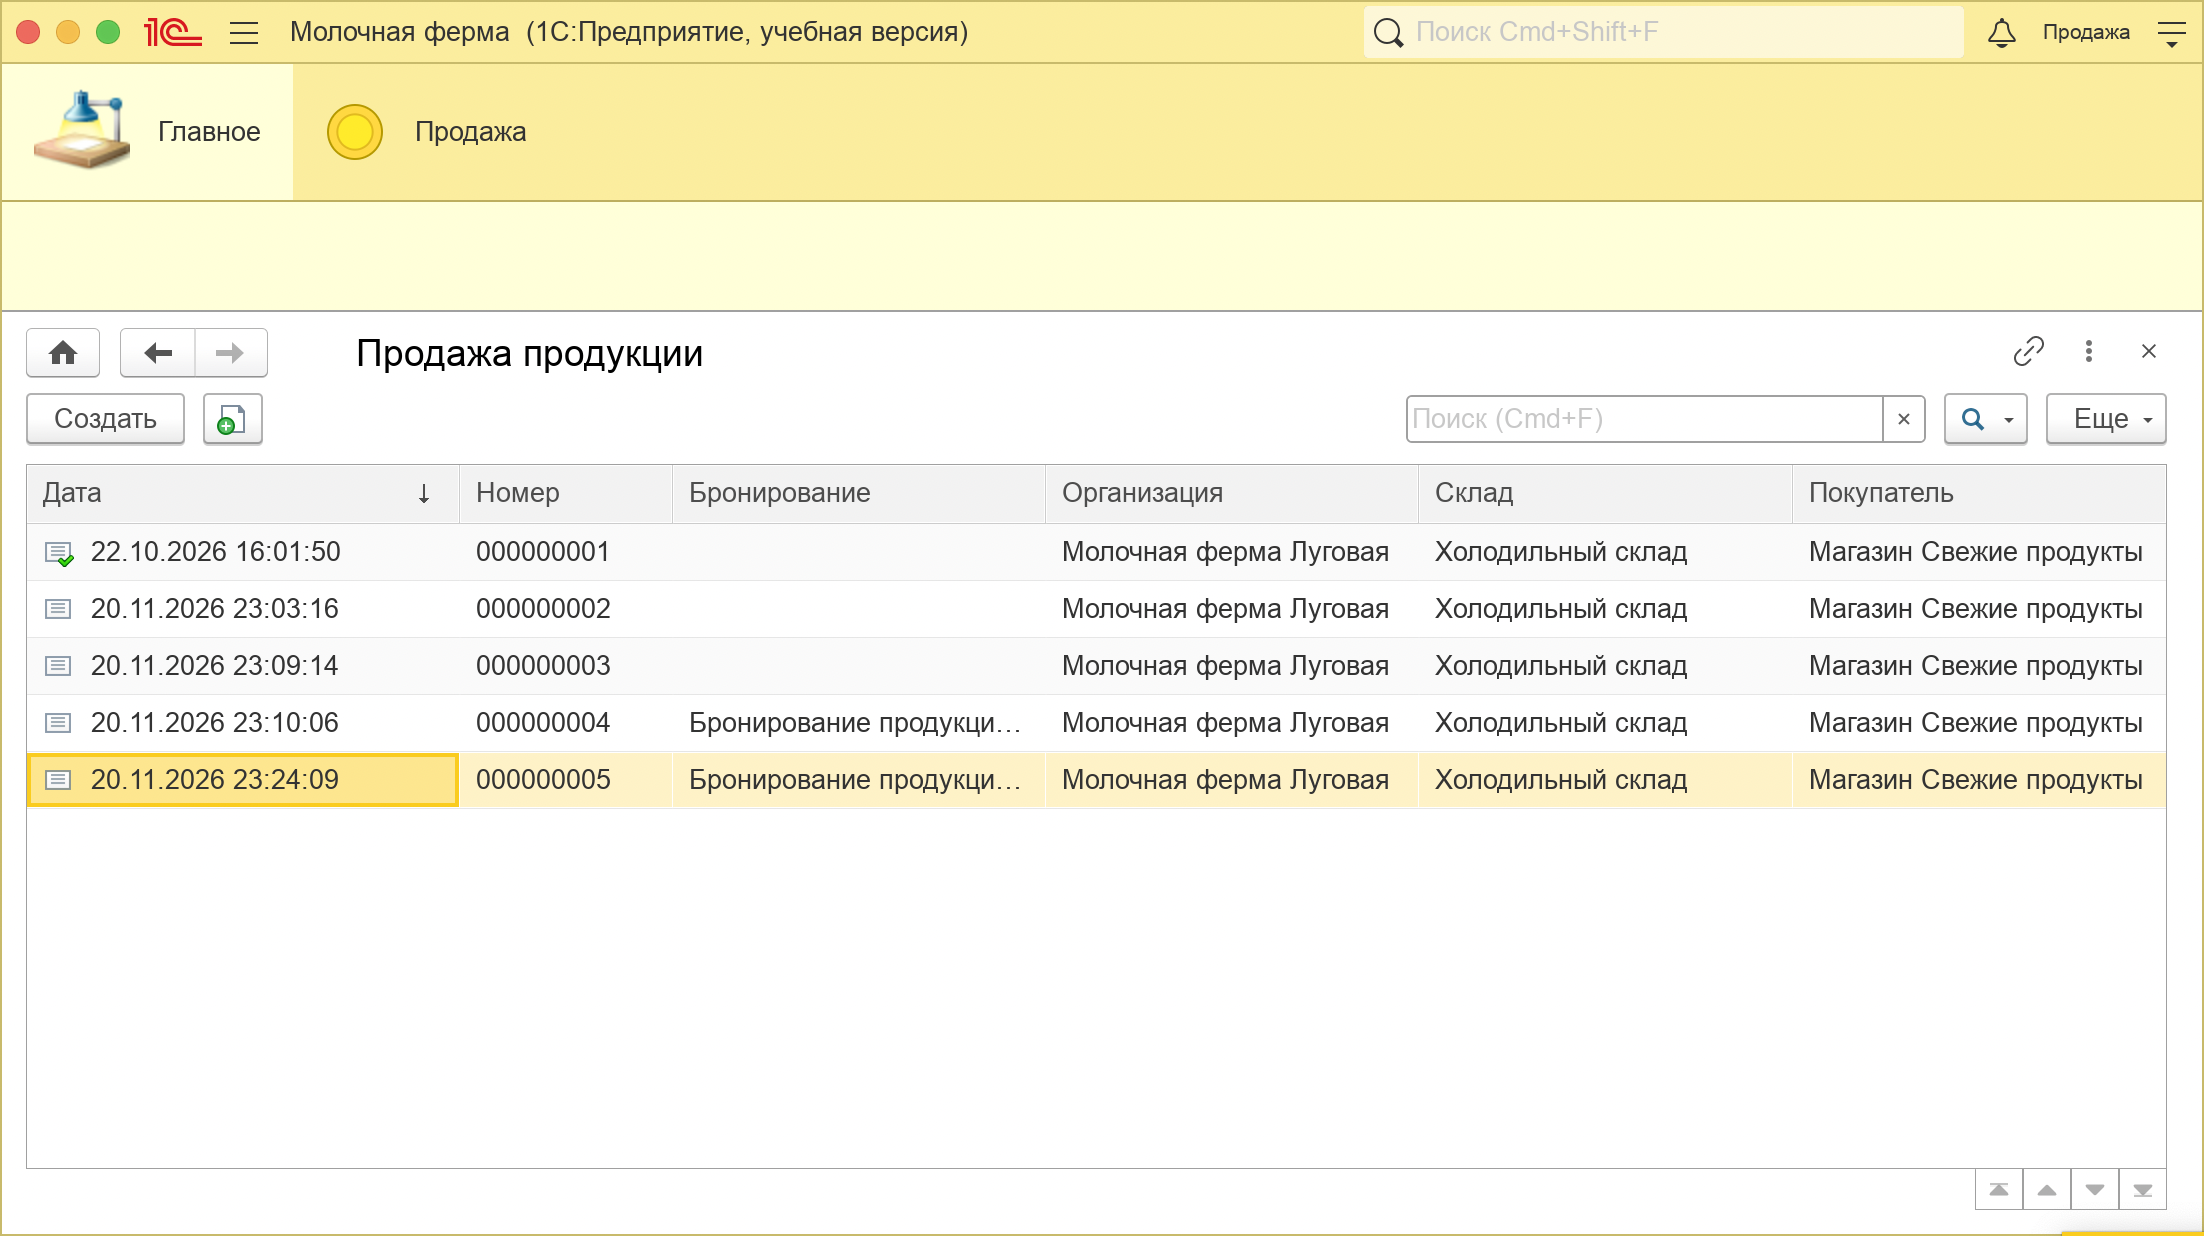 1С Молочная ферма (1С:Предприятие, учебная версия) Поиск Cmd+Shift+F Продажа
Главное Продажа
Продажа продукции
Создать Поиск (Cmd+F) × Еще
Дата ↓ Номер Бронирование Организация Склад Покупатель
22.10.2026 16:01:50 000000001 Молочная ферма Луговая Холодильный склад Магазин Свежие продукты
20.11.2026 23:03:16 000000002 Молочная ферма Луговая Холодильный склад Магазин Свежие продукты
20.11.2026 23:09:14 000000003 Молочная ферма Луговая Холодильный склад Магазин Свежие продукты
20.11.2026 23:10:06 000000004 Бронирование продукци... Молочная ферма Луговая Холодильный склад Магазин Свежие продукты
20.11.2026 23:24:09 000000005 Бронирование продукци... Молочная ферма Луговая Холодильный склад Магазин Свежие продукты